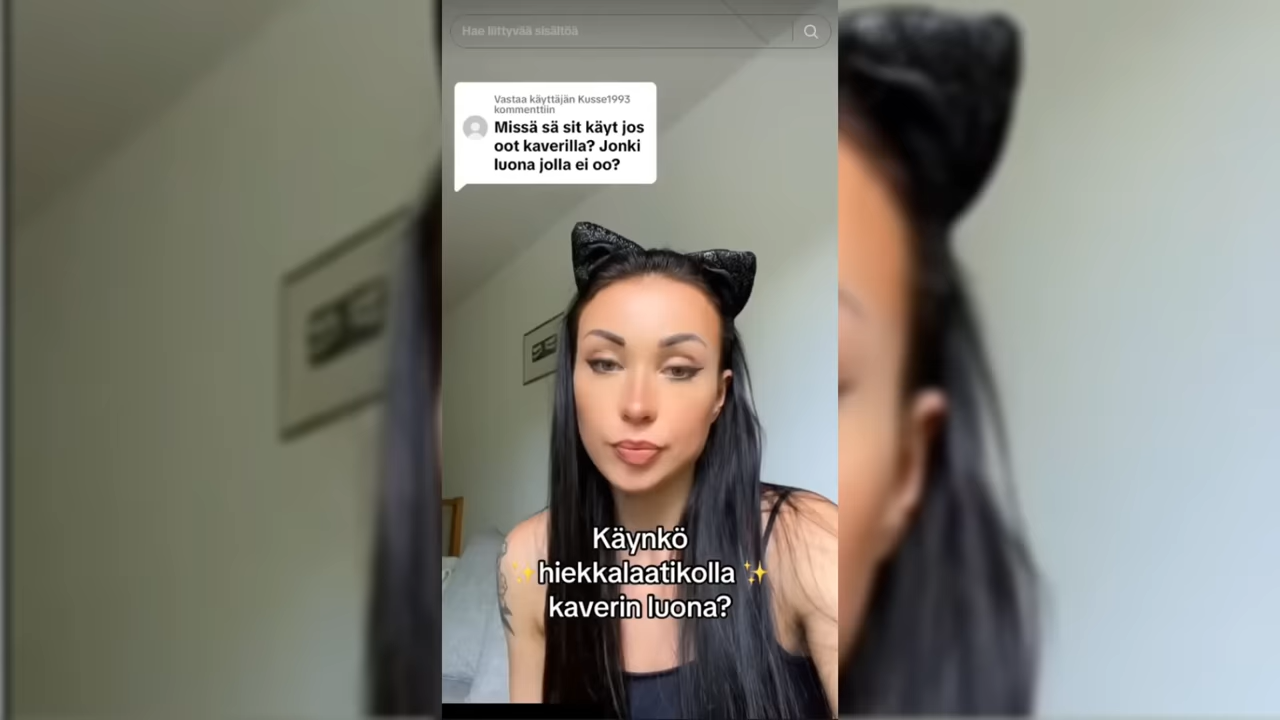 Hae liittyvää sisältöä
Vastaa käyttäjän Kusse1993
kommenttiin
Missä sä sit käyt jos
oot kaverilla? Jonki
luona jolla ei oo?
Käynkö
✨hiekkalaatikolla ✨
kaverin luona?